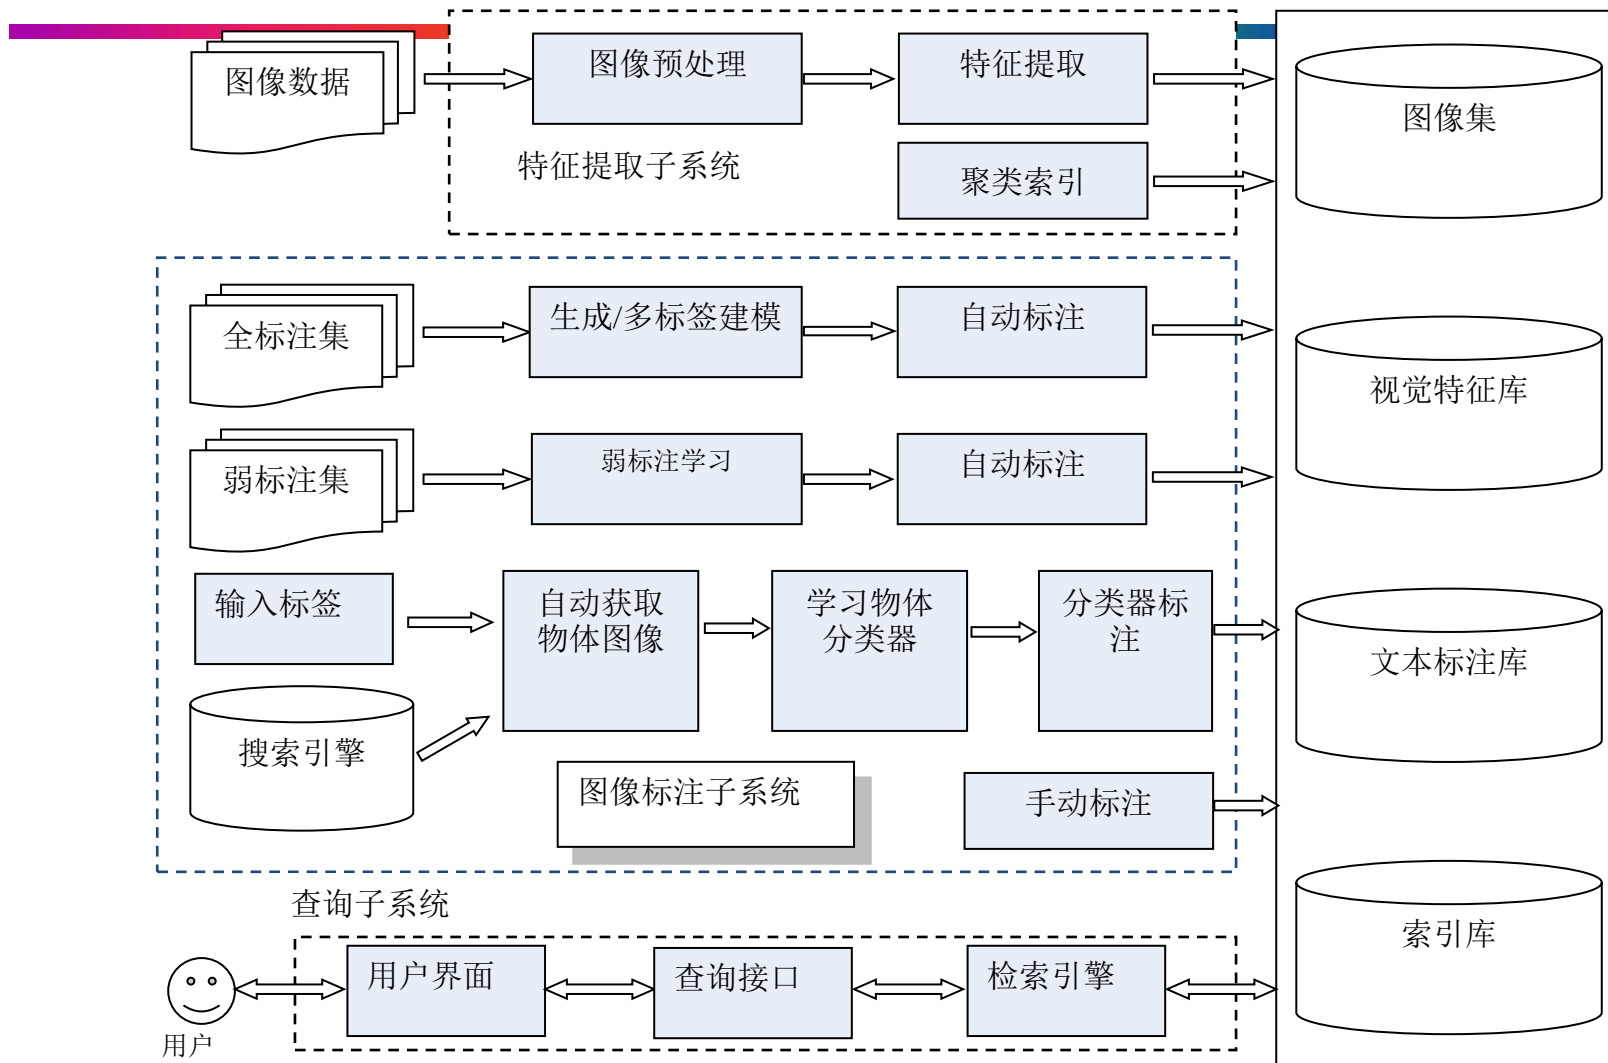 图像数据
图像预处理
特征提取
特征提取子系统
聚类索引
图像集
全标注集
生成/多标签建模
自动标注
视觉特征库
弱标注集
弱标注学习
自动标注
输入标签
自动获取
物体图像
学习物体
分类器
分类器标
注
文本标注库
搜索引擎
图像标注子系统
手动标注
查询子系统
用户界面
查询接口
检索引擎
索引库
用户